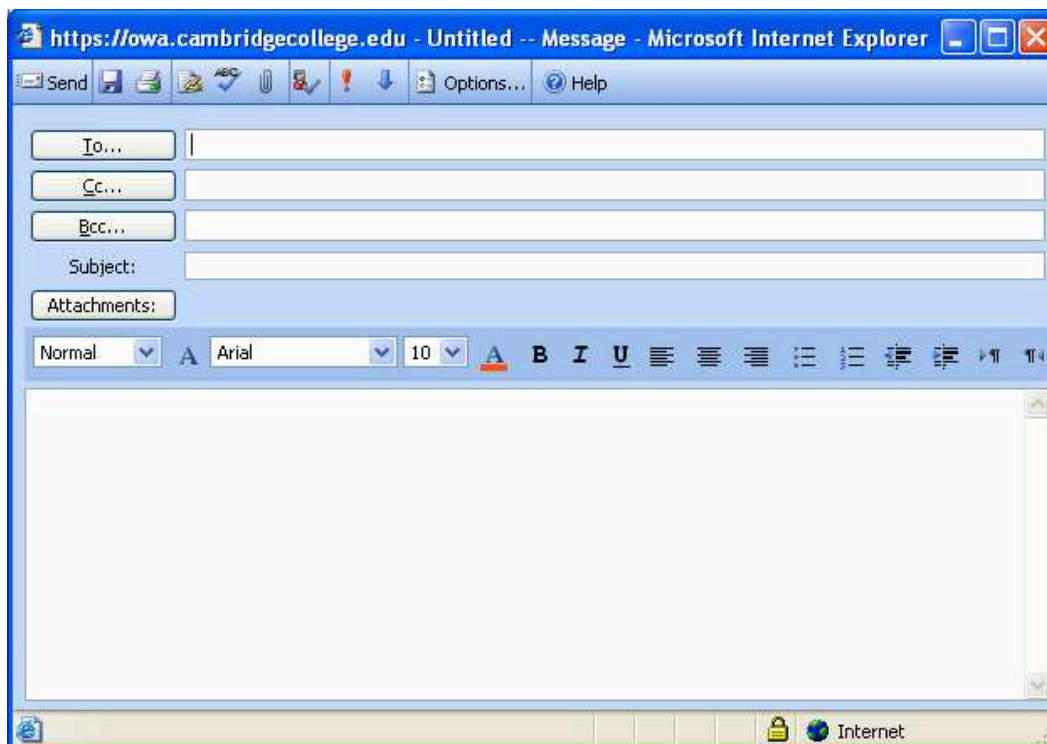 https://owa.cambridgecollege.edu - Untitled -- Message - Microsoft Internet Explorer
Send ABC Options... Help
To...
Cc...
Bcc...
Subject:
Attachments:
Normal A Arial 10 A B I U
Internet